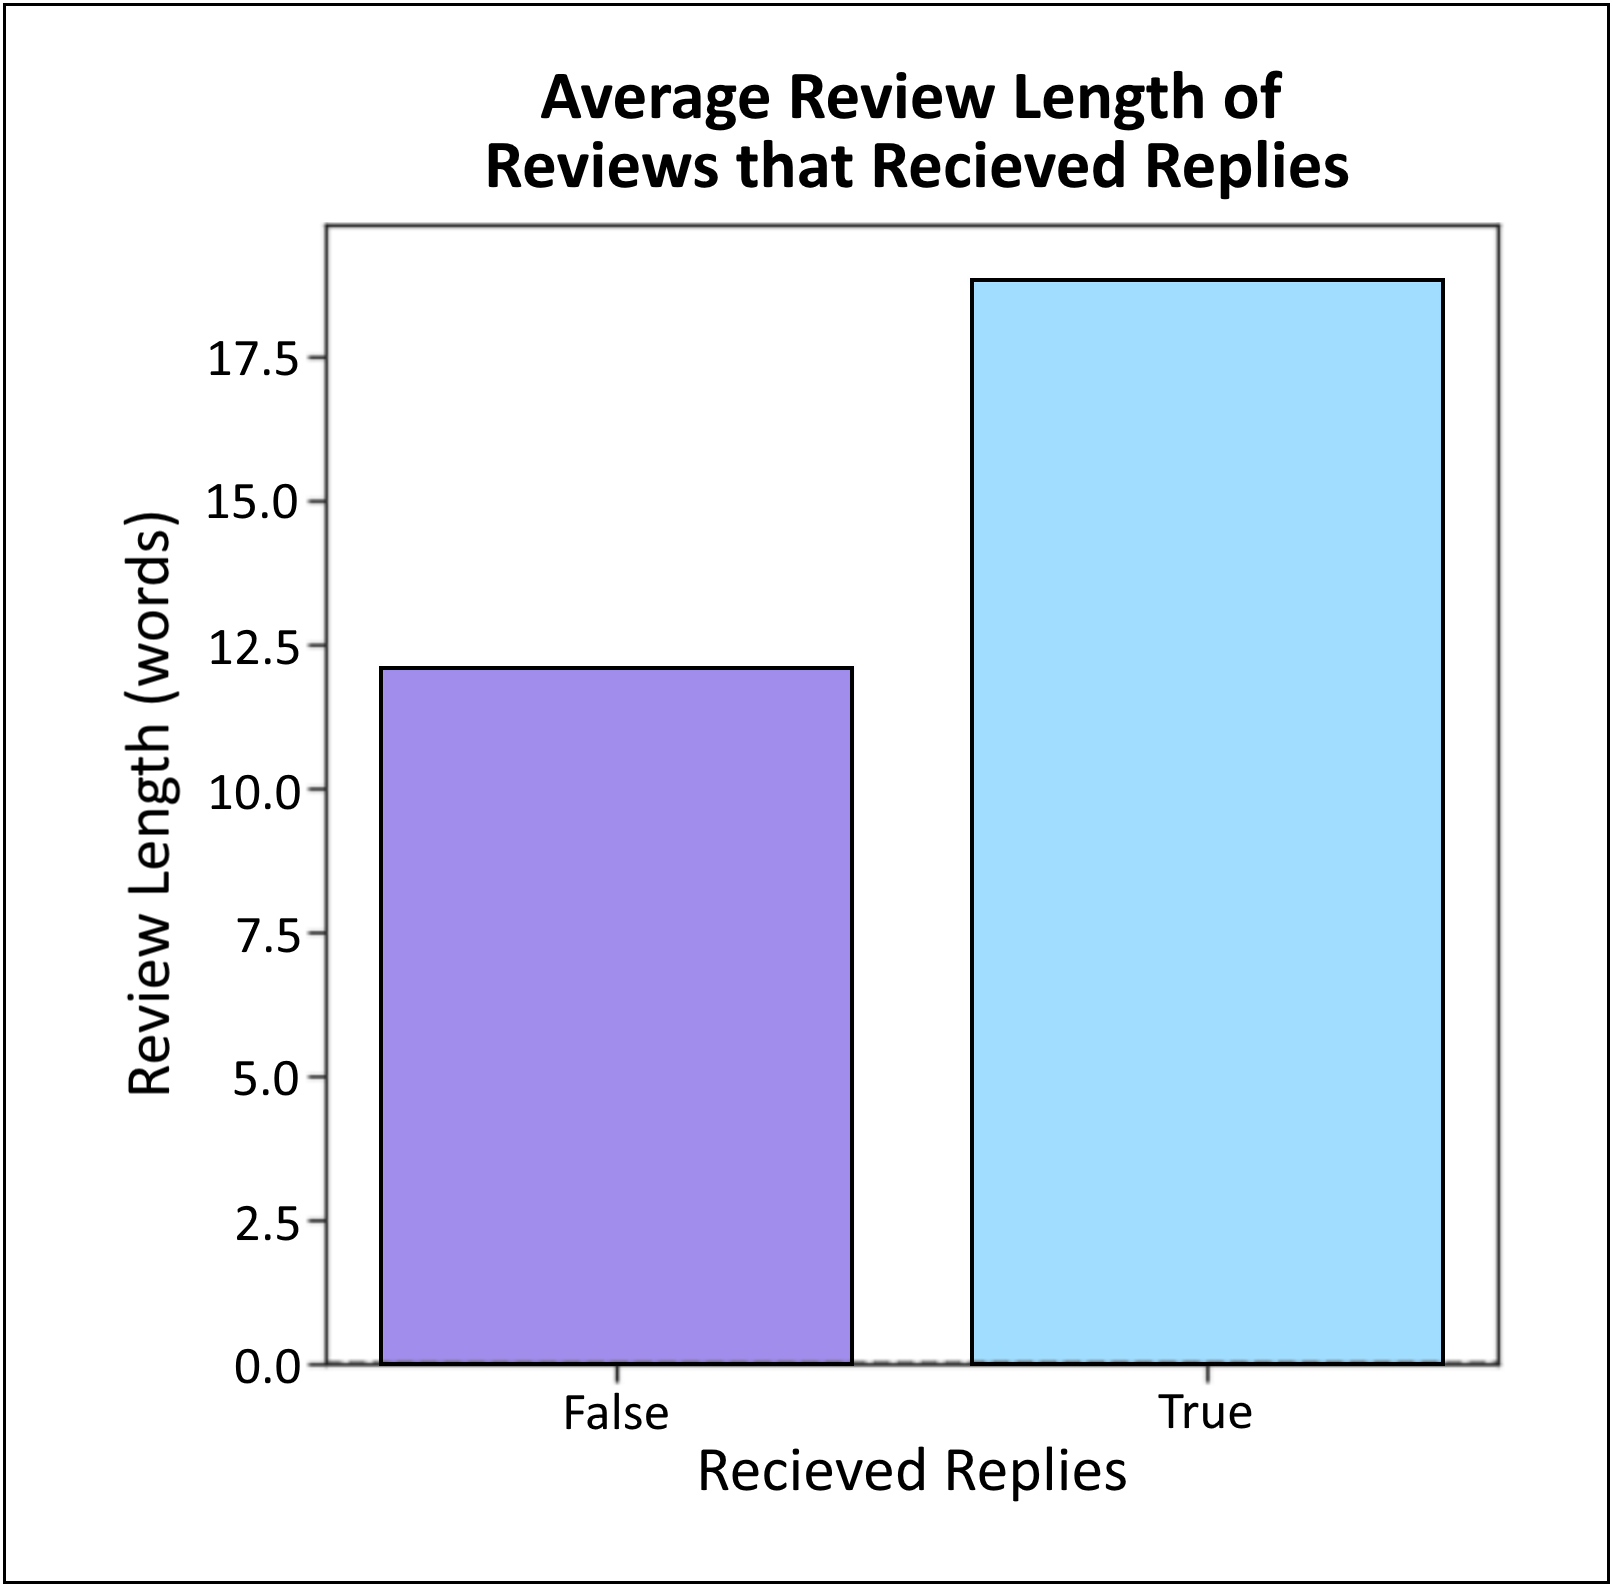 Average Review Length of
Reviews that Recieved Replies
Review Length (words)
17.5
15.0
12.5
10.0
7.5
5.0
2.5
0.0
False True
Recieved Replies